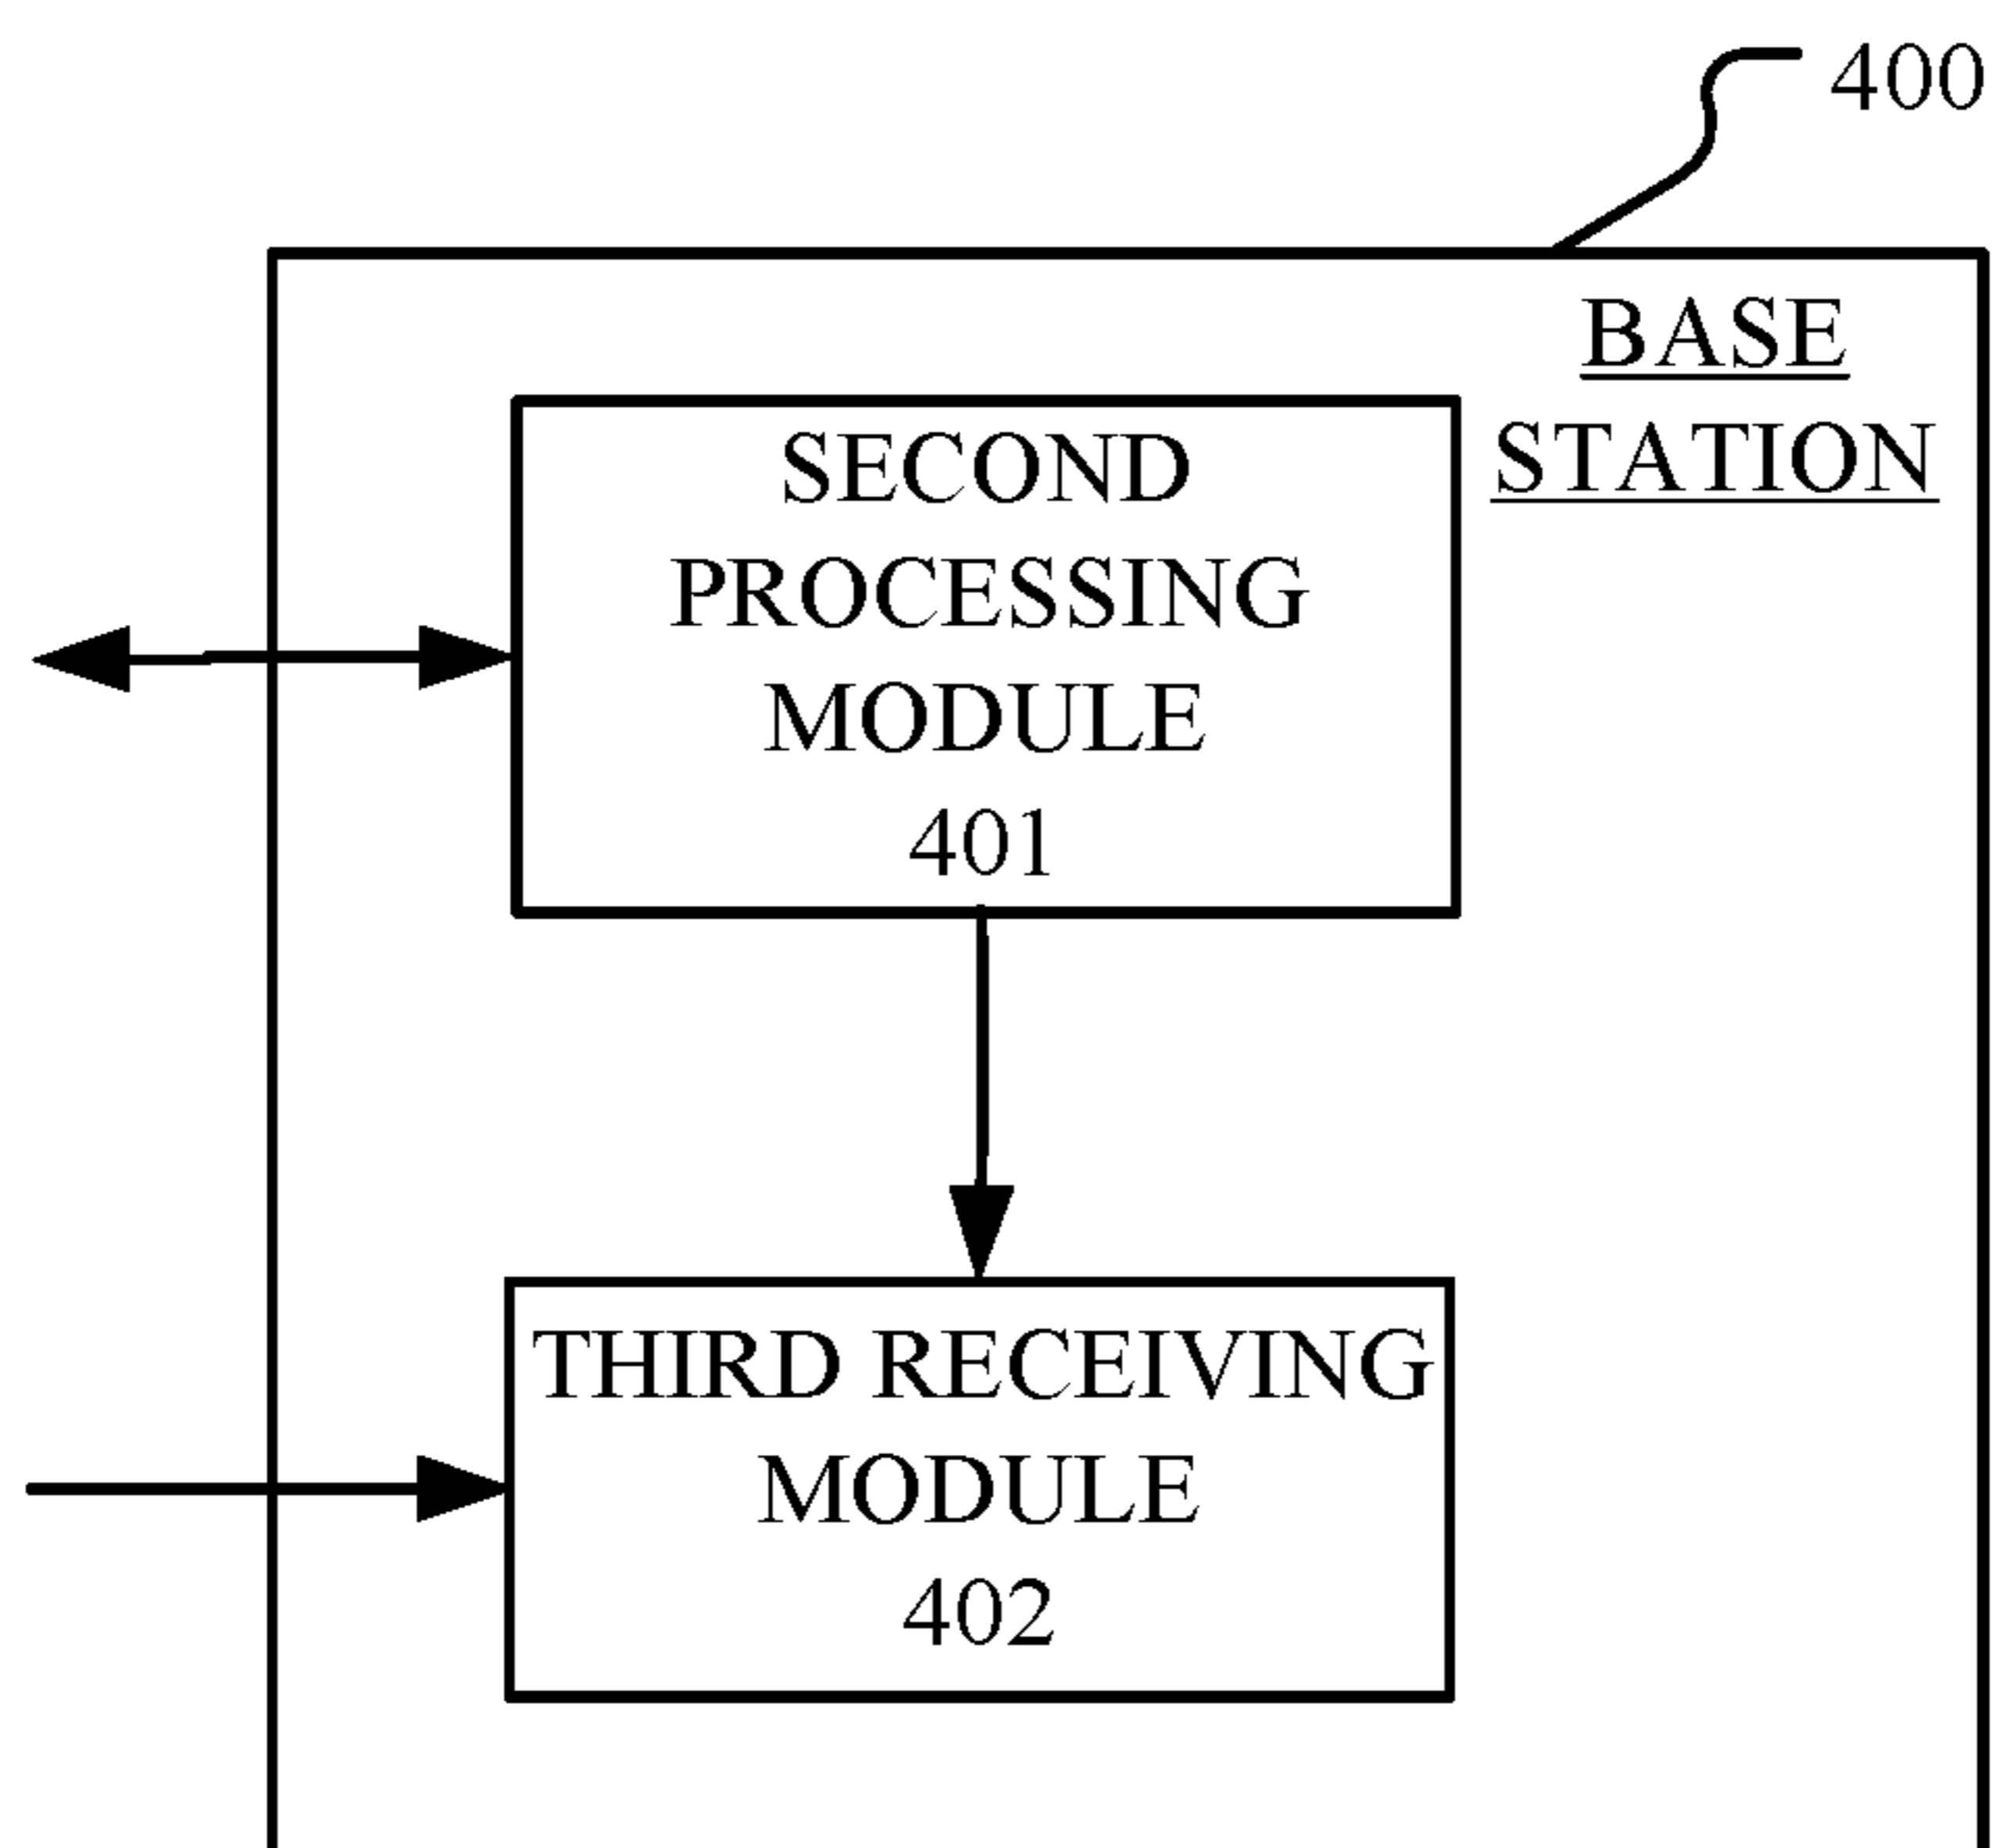 400
BASE
STATION
SECOND
PROCESSING
MODULE
401
THIRD RECEIVING
MODULE
402